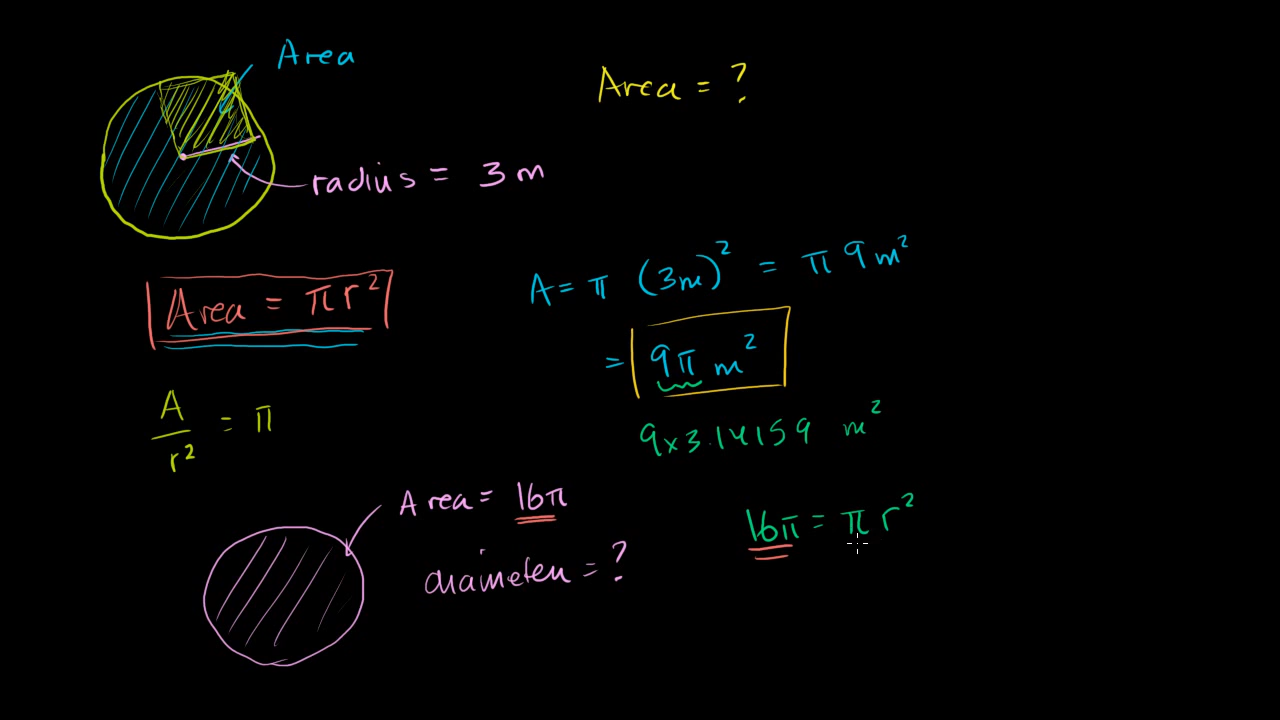 Area
Area = ?
radius = 3 m
A = π (3m)² = π 9 m²
Area = πr²
= 9π m²
A/r² = π
9 x 3.14159 m²
Area = 16π
16π = π r²
diameter = ?